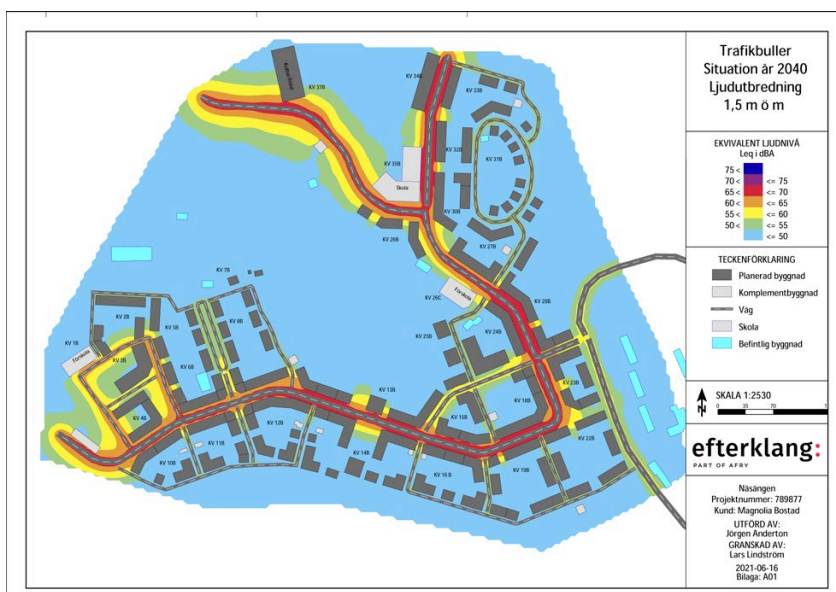 Trafikbuller
Situation år 2040
Ljudutbredning
1,5 m ö m
EKVIVALENT LJUDNIVÅ
Leq i dBA
75 <
70 < <= 75
65 < <= 70
60 < <= 65
55 < <= 60
50 < <= 55
<= 50
TECKENFÖRKLARING
Planerad byggnad
Komplementbyggnad
Väg
Skola
Befintlig byggnad
N
SKALA 1:2530
0 35 70
efterklang:
PART OF AFRY
Näsängen
Projektnummer: 789877
Kund: Magnolia Bostad
UTFÖRD AV:
Jörgen Anderton
GRANSKAD AV:
Lars Lindström
2021-06-16
Bilaga: A01
KV 37B
KV 34B
KV 33B
KV 32B
KV 35B
KV 31B
Skola
KV 30B
KV 26B
KV 27B
KV 26C
Förskola
KV 28B
KV 7B
KV 2B
KV 5B
KV 8B
KV 1B
Förskola
KV 3B
KV 6B
KV 25B
KV 24B
KV 4B
KV 13B
KV 23B
KV 18B
KV 15B
KV 12B
KV 11B
KV 10B
KV 14B
KV 16 B
KV 19B
KV 22B